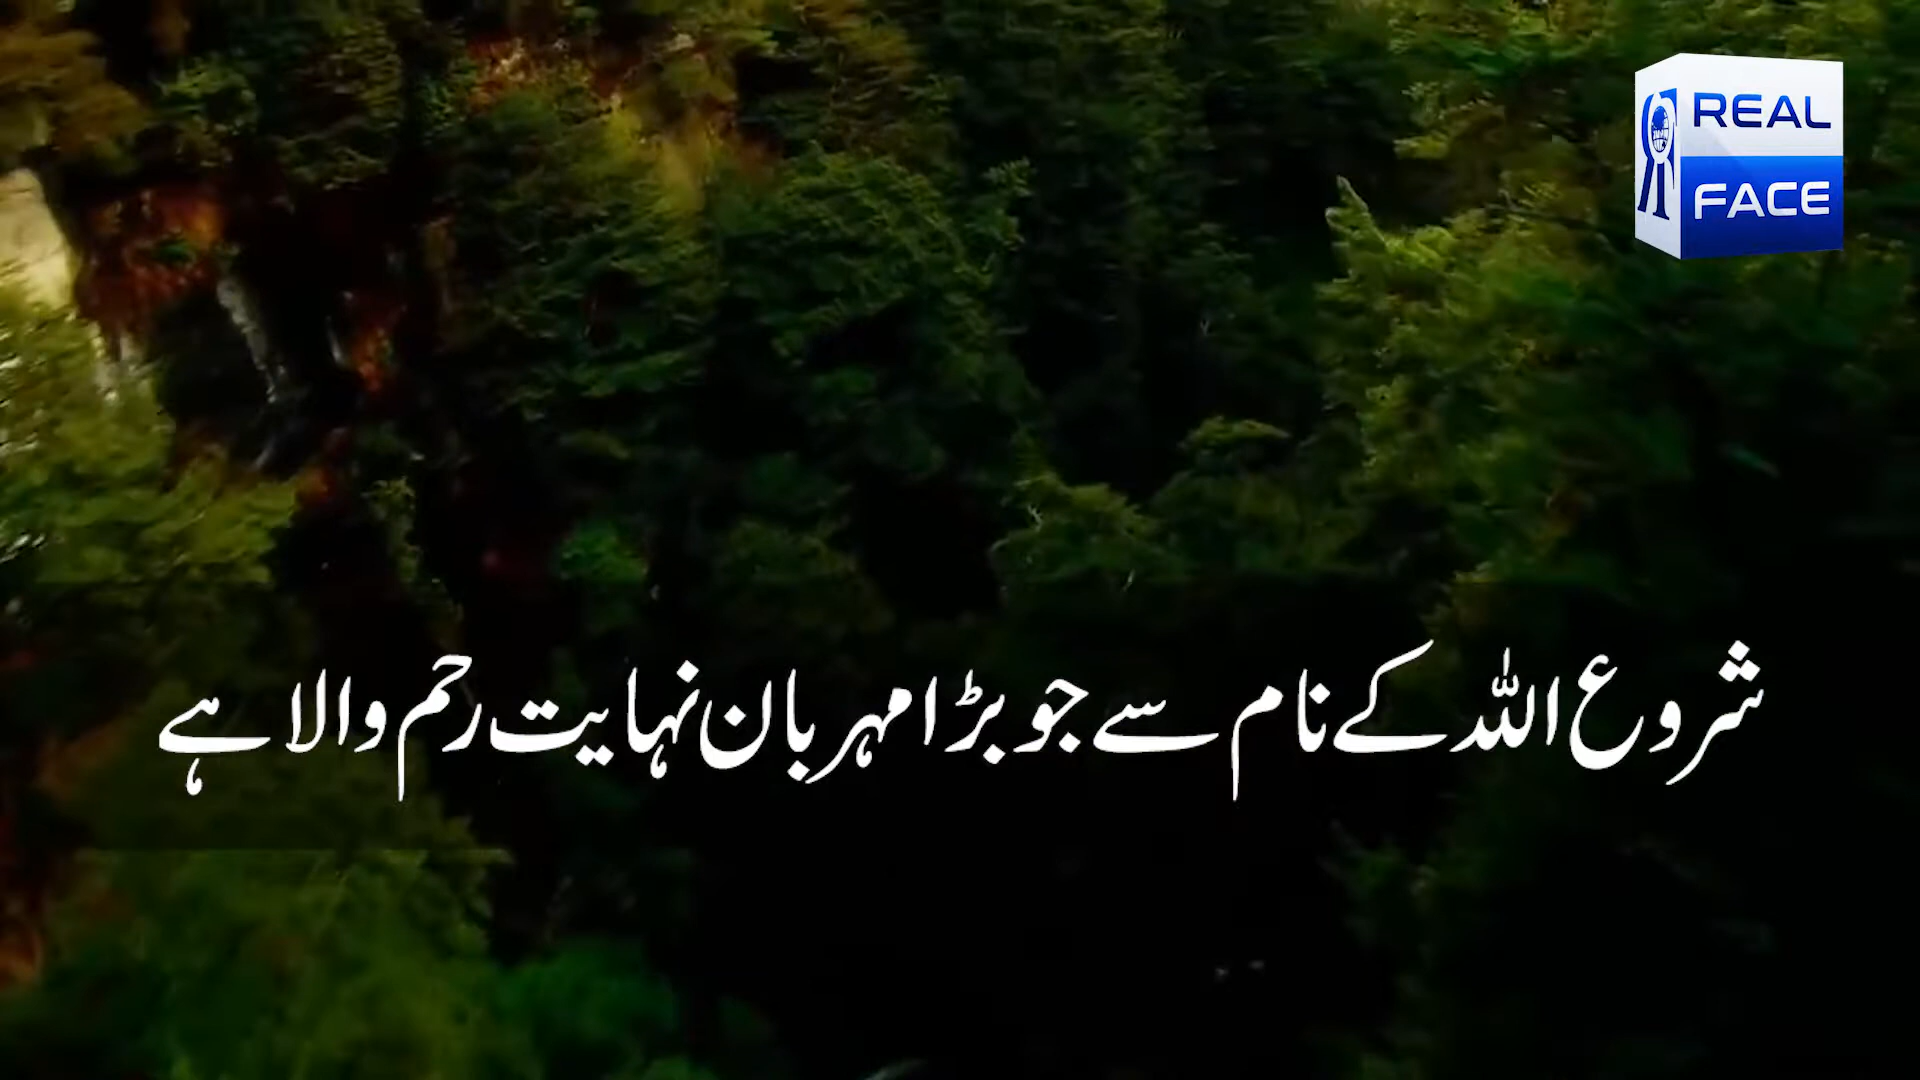 REAL
FACE
شروع اللہ کے نام سے جو بڑا مہربان نہایت رحم والا ہے